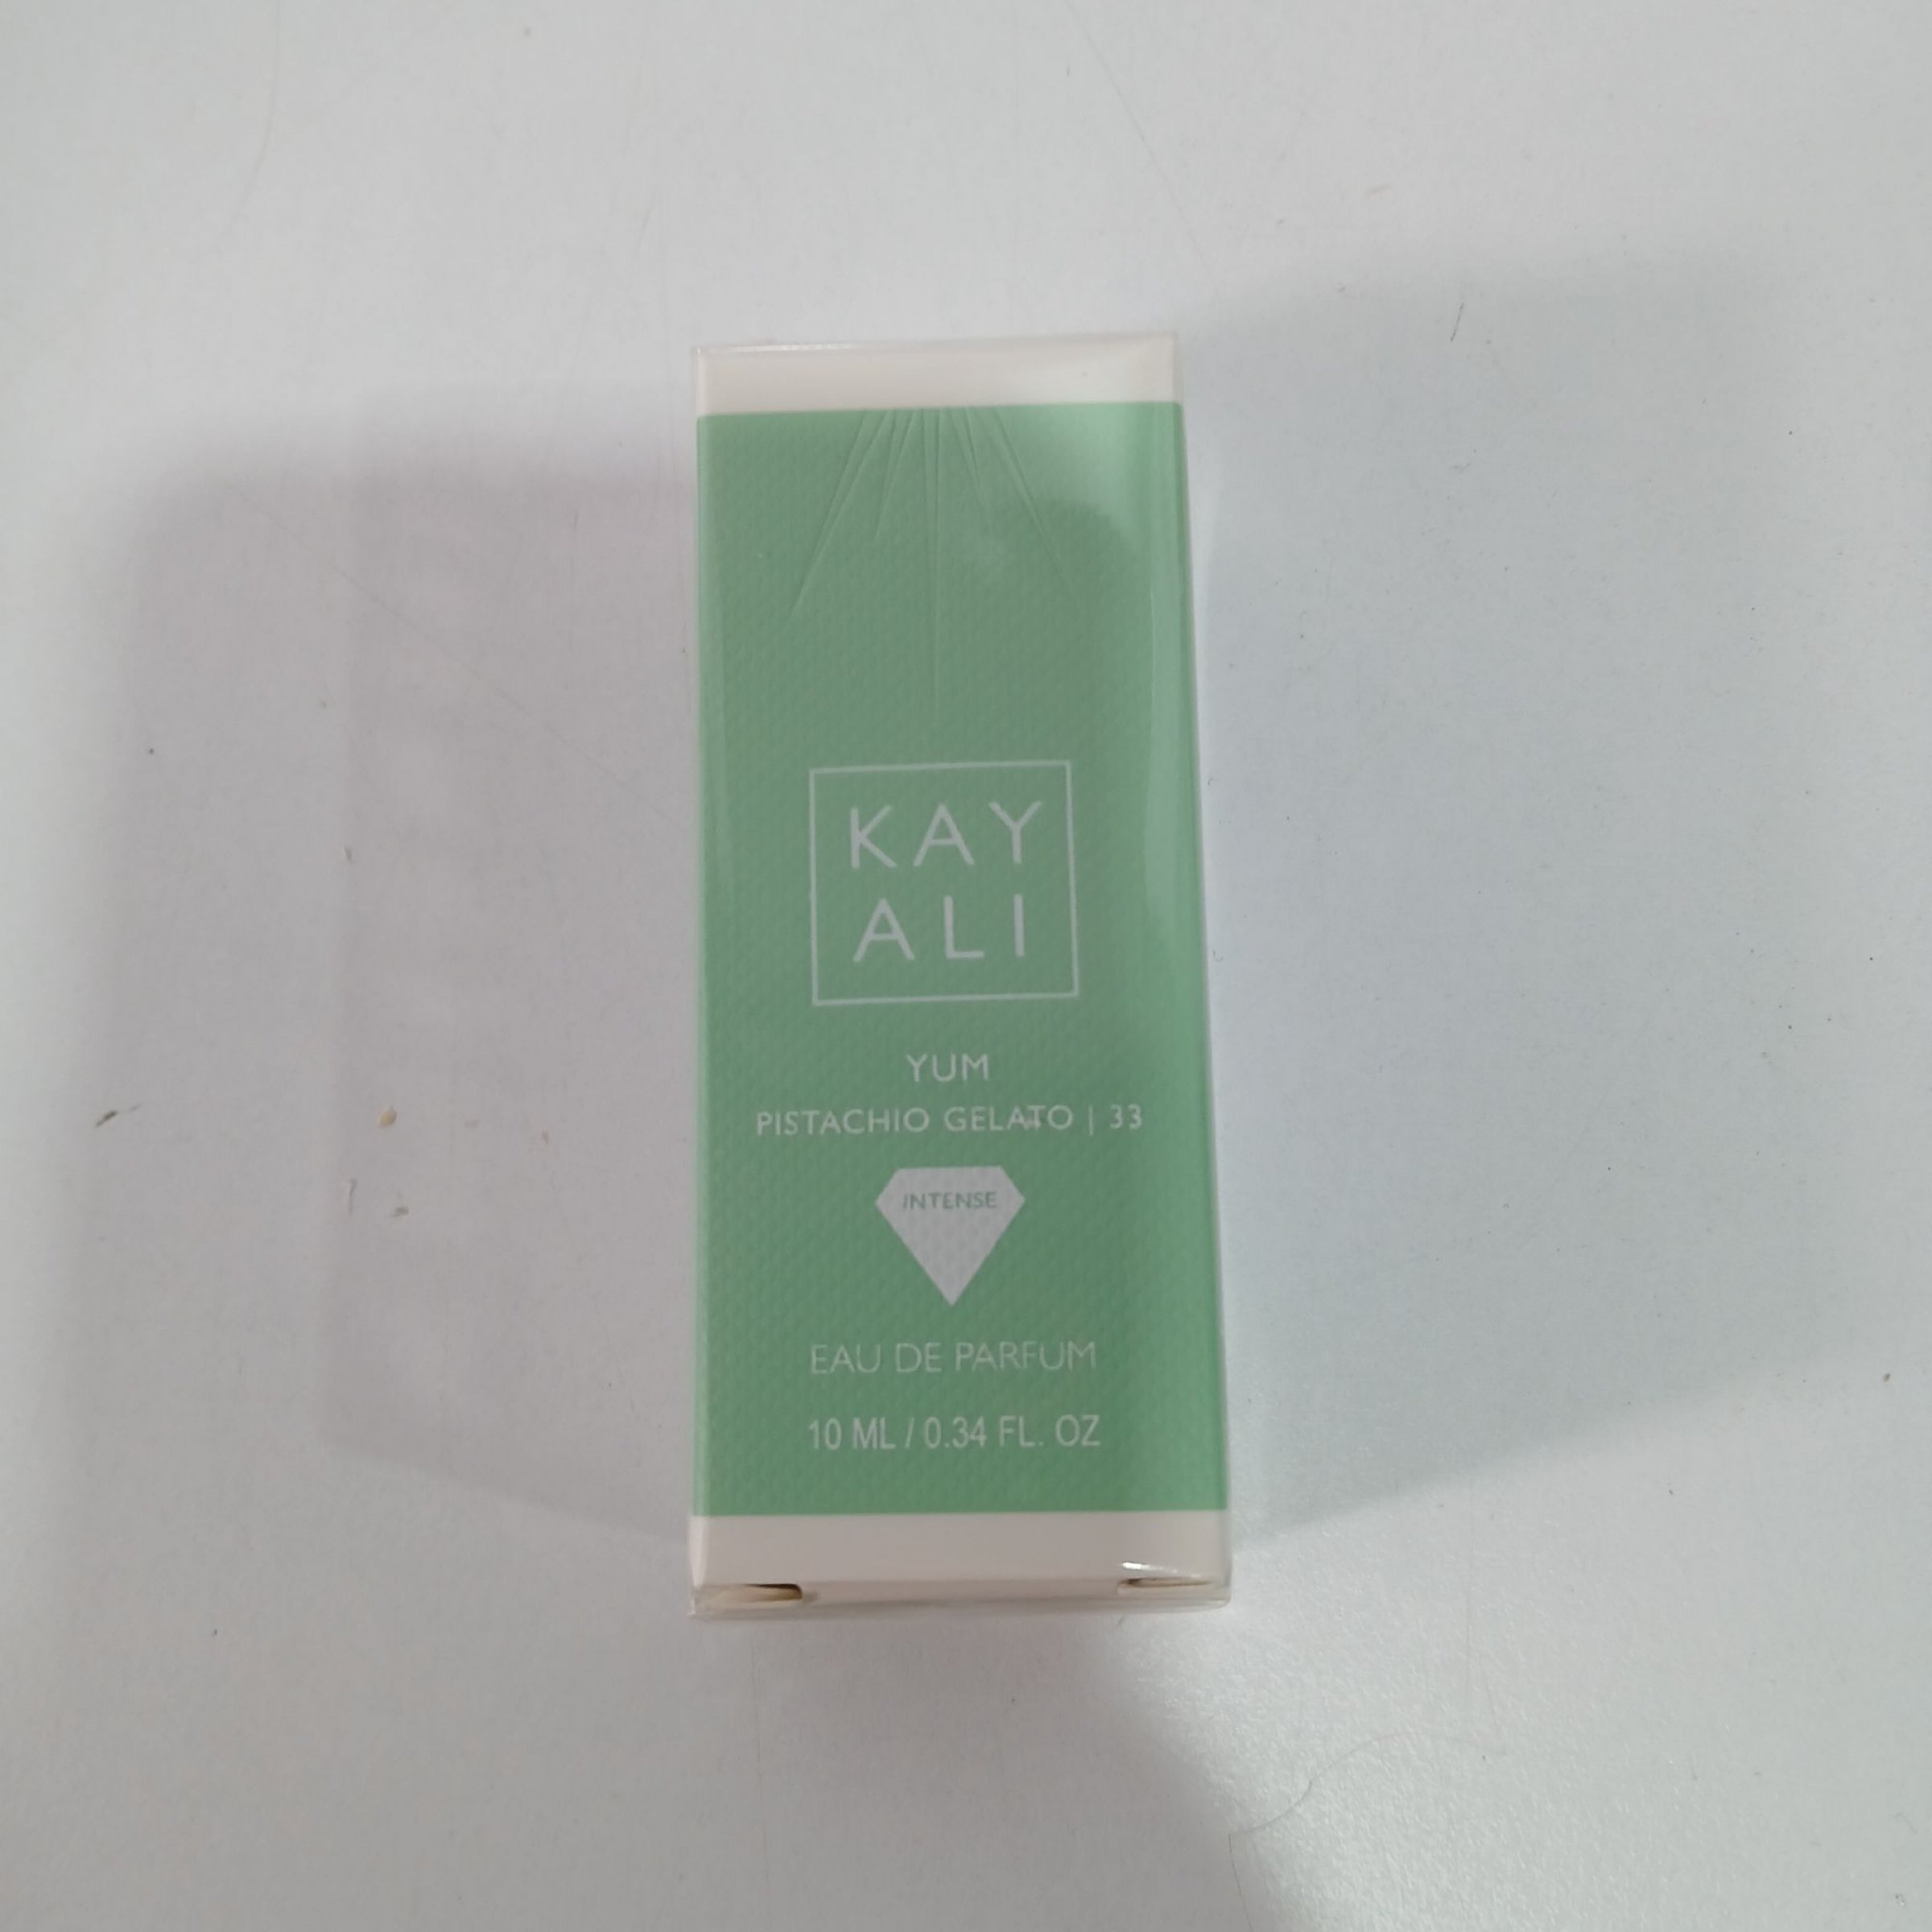 KAY
ALI
YUM
PISTACHIO GELATO | 33
INTENSE
EAU DE PARFUM
10 ML / 0.34 FL. OZ